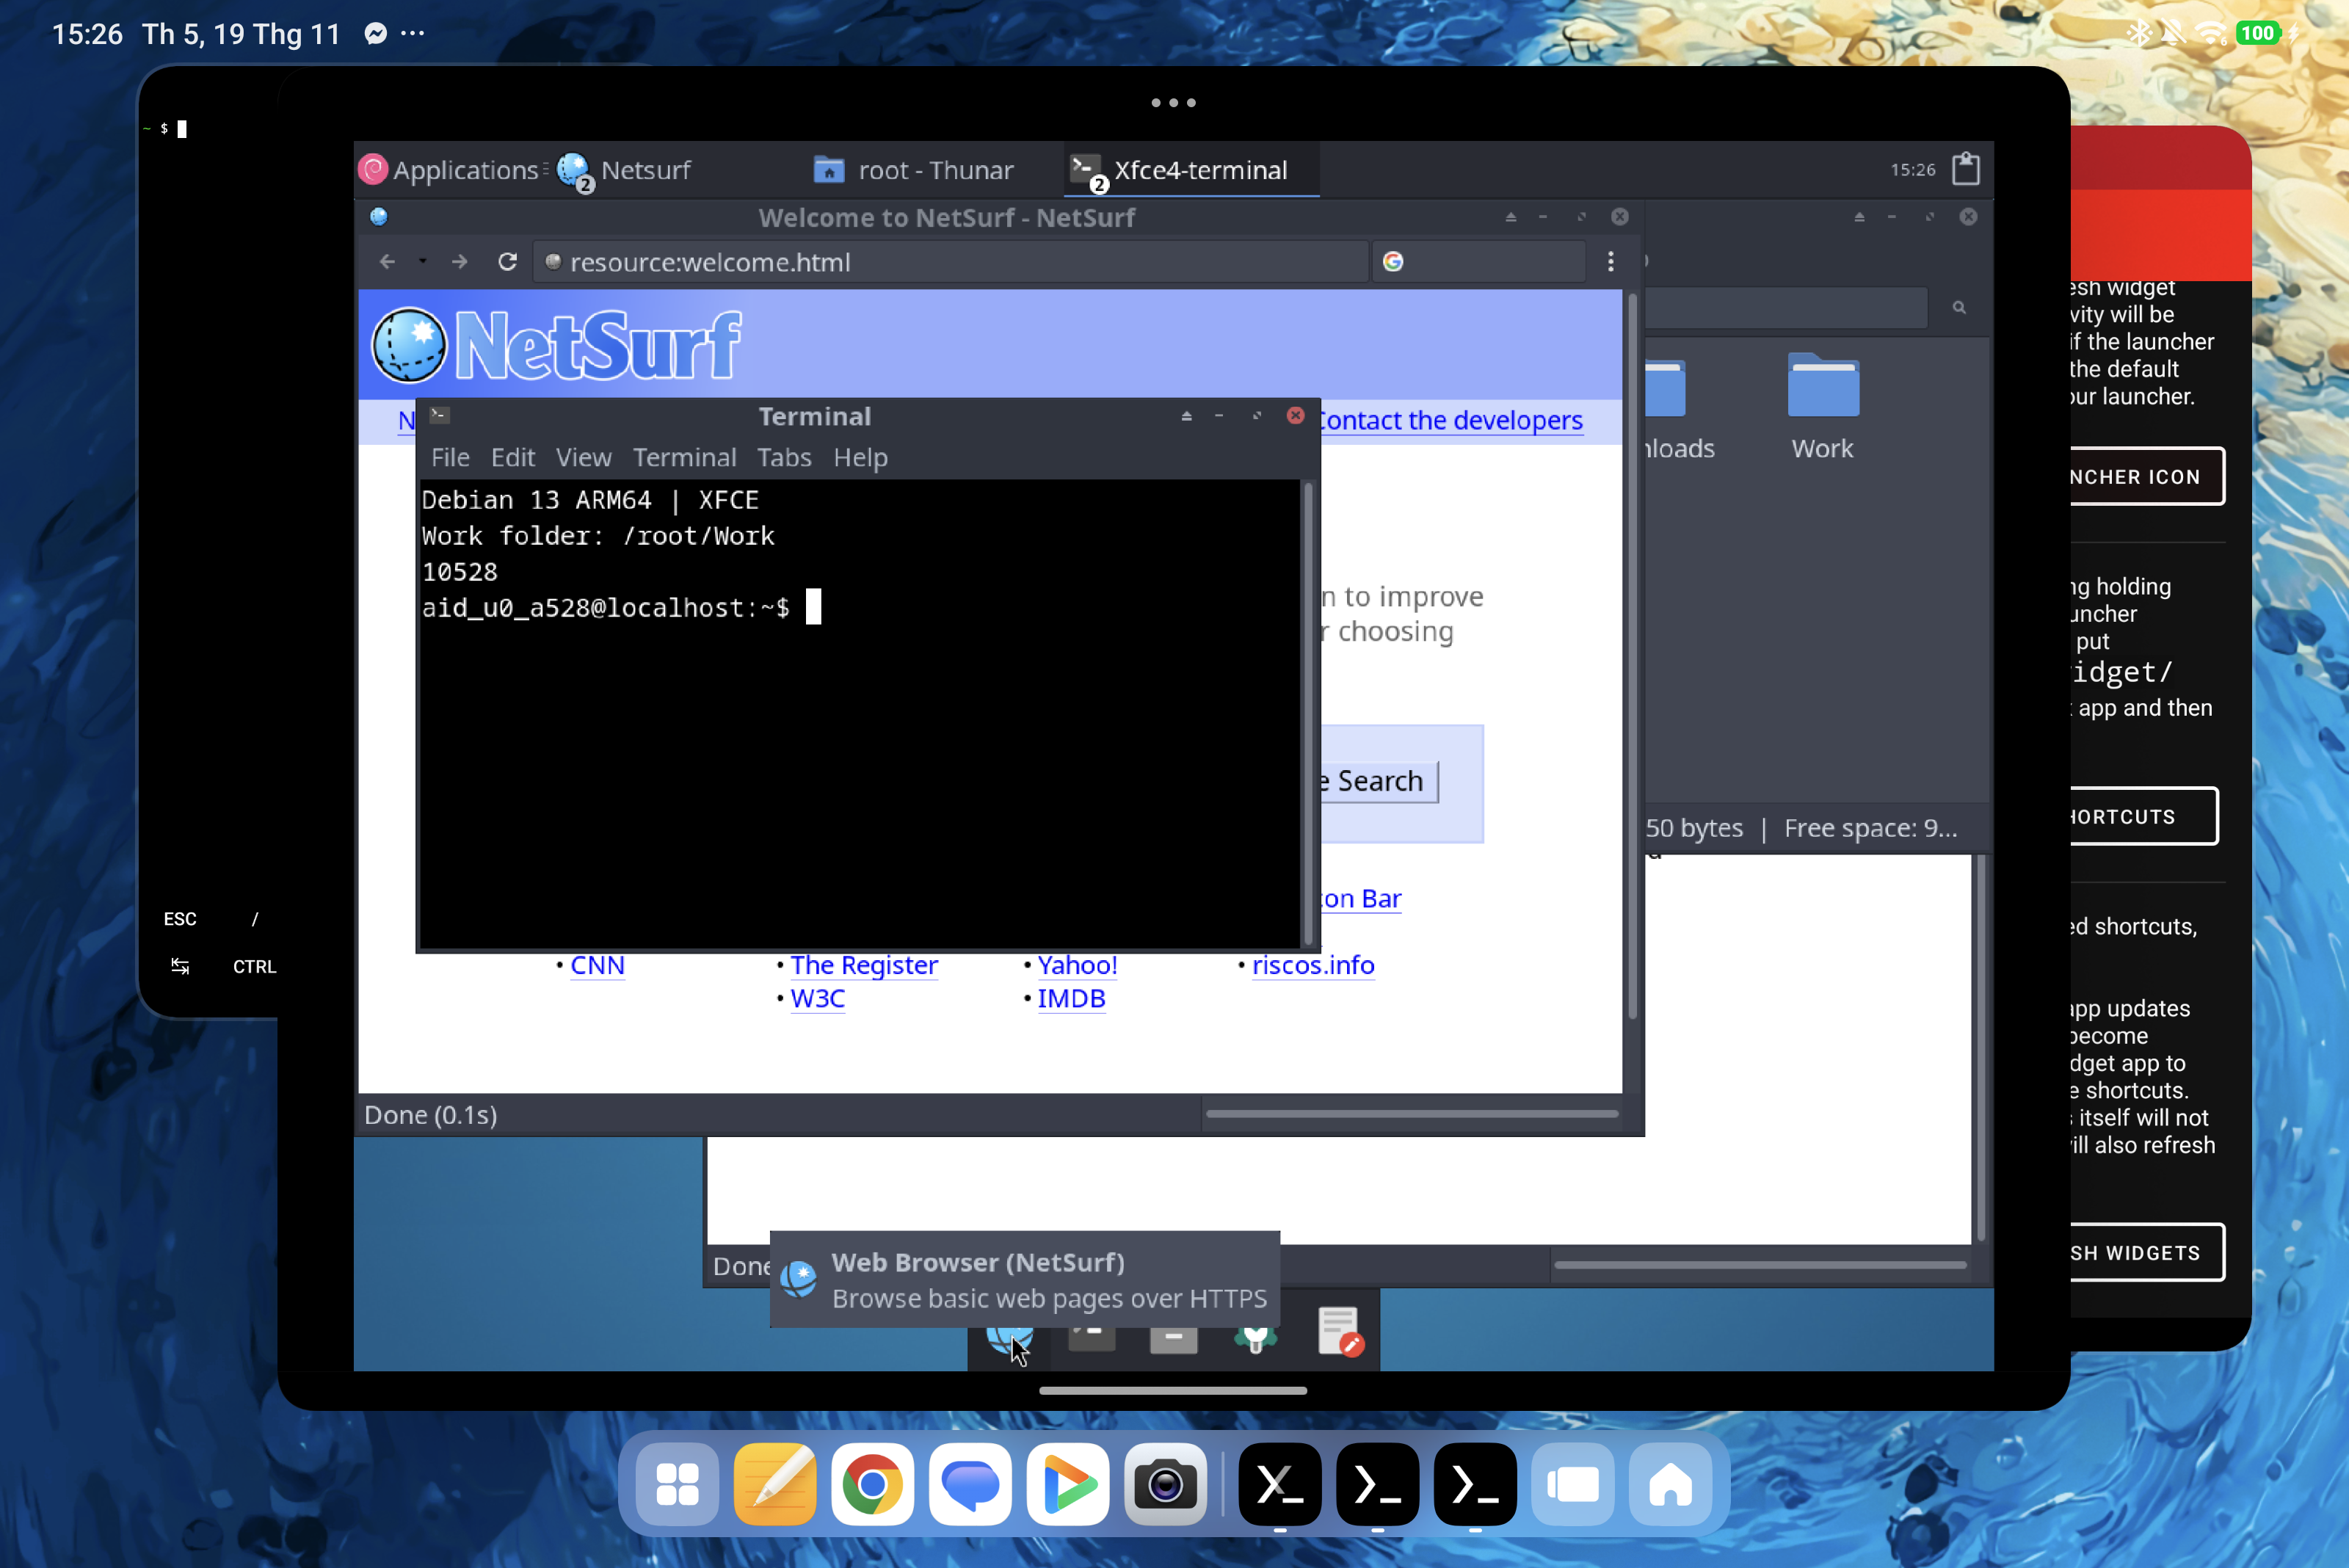 15:26 Th 5, 19 Thg 11
100
~ $
Applications
2
Netsurf
root - Thunar
2
Xfce4-terminal
15:26
Welcome to NetSurf - NetSurf
resource:welcome.html
NetSurf
N
Contact the developers
Terminal
File Edit View Terminal Tabs Help
Debian 13 ARM64 | XFCE
Work folder: /root/Work
10528
aid_u0_a528@localhost:~$
n to improve
r choosing
e Search
con Bar
• CNN
• The Register
• Yahoo!
• riscos.info
• W3C
• IMDB
Done (0.1s)
nloads
Work
50 bytes | Free space: 9...
Done
Web Browser (NetSurf)
Browse basic web pages over HTTPS
ESC /
CTRL
esh widget
vity will be
if the launcher
the default
our launcher.
NCHER ICON
ng holding
uncher
put
idget/
app and then
HORTCUTS
ed shortcuts,
app updates
become
dget app to
e shortcuts.
s itself will not
ill also refresh
SH WIDGETS